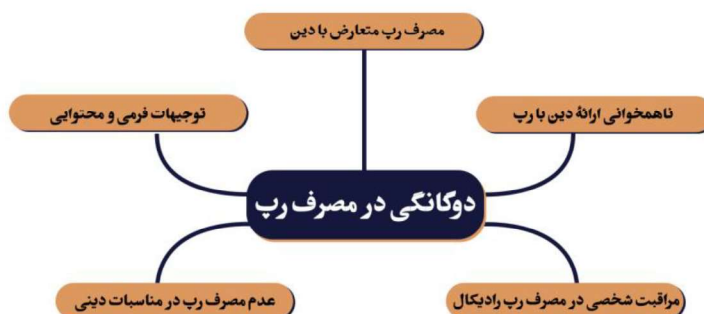 مصرف رپ متعارض با دین
ناهمخوانی ارائهٔ دین با رپ
توجیهات فرمی و محتوایی
دوگانگی در مصرف رپ
مراقبت شخصی در مصرف رپ رادیکال
عدم مصرف رپ در مناسبات دینی